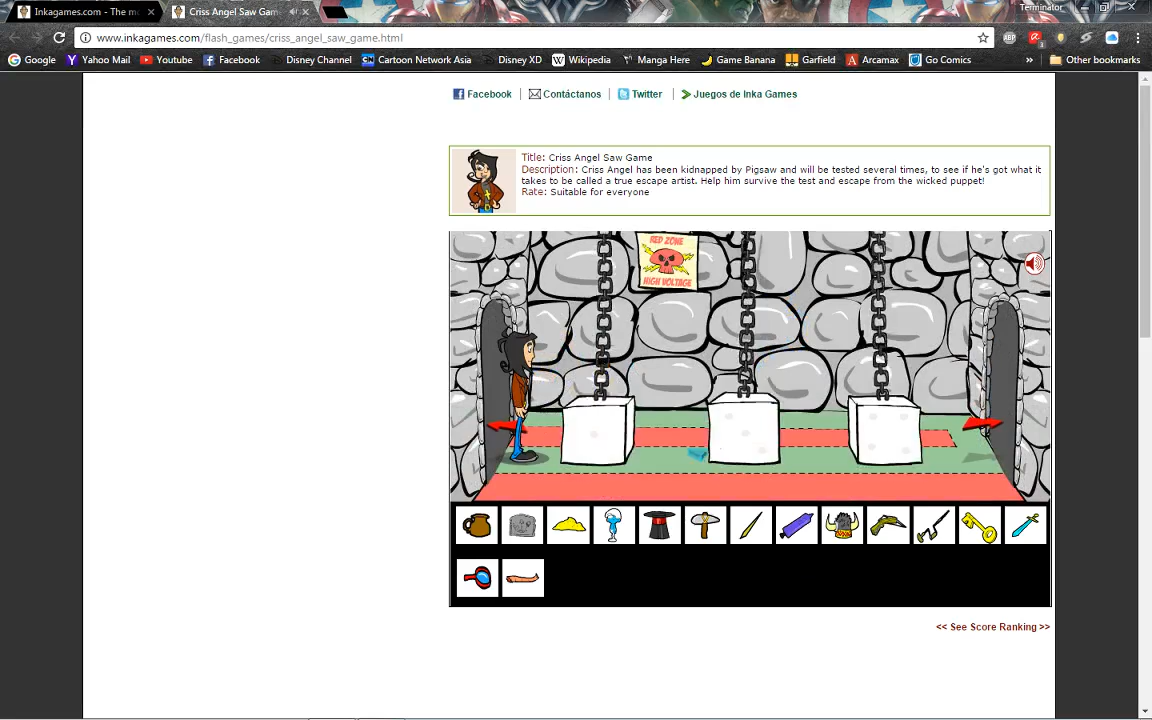 Inkagames.com - The m
Criss Angel Saw Gam
Terminator
www.inkagames.com/flash_games/criss_angel_saw_game.html
ABP
3
Google
Yahoo Mail
Youtube
Facebook
Disney Channel
CN Cartoon Network Asia
Disney XD
W Wikipedia
Manga Here
Game Banana
Garfield
A Arcamax
Go Comics
»
Other bookmarks
Facebook | Contáctanos | Twitter | Juegos de Inka Games
Title: Criss Angel Saw Game
Description: Criss Angel has been kidnapped by Pigsaw and will be tested several times, to see if he's got what it
takes to be called a true escape artist. Help him survive the test and escape from the wicked puppet!
Rate: Suitable for everyone
RED ZONE
HIGH VOLTAGE
<< See Score Ranking >>